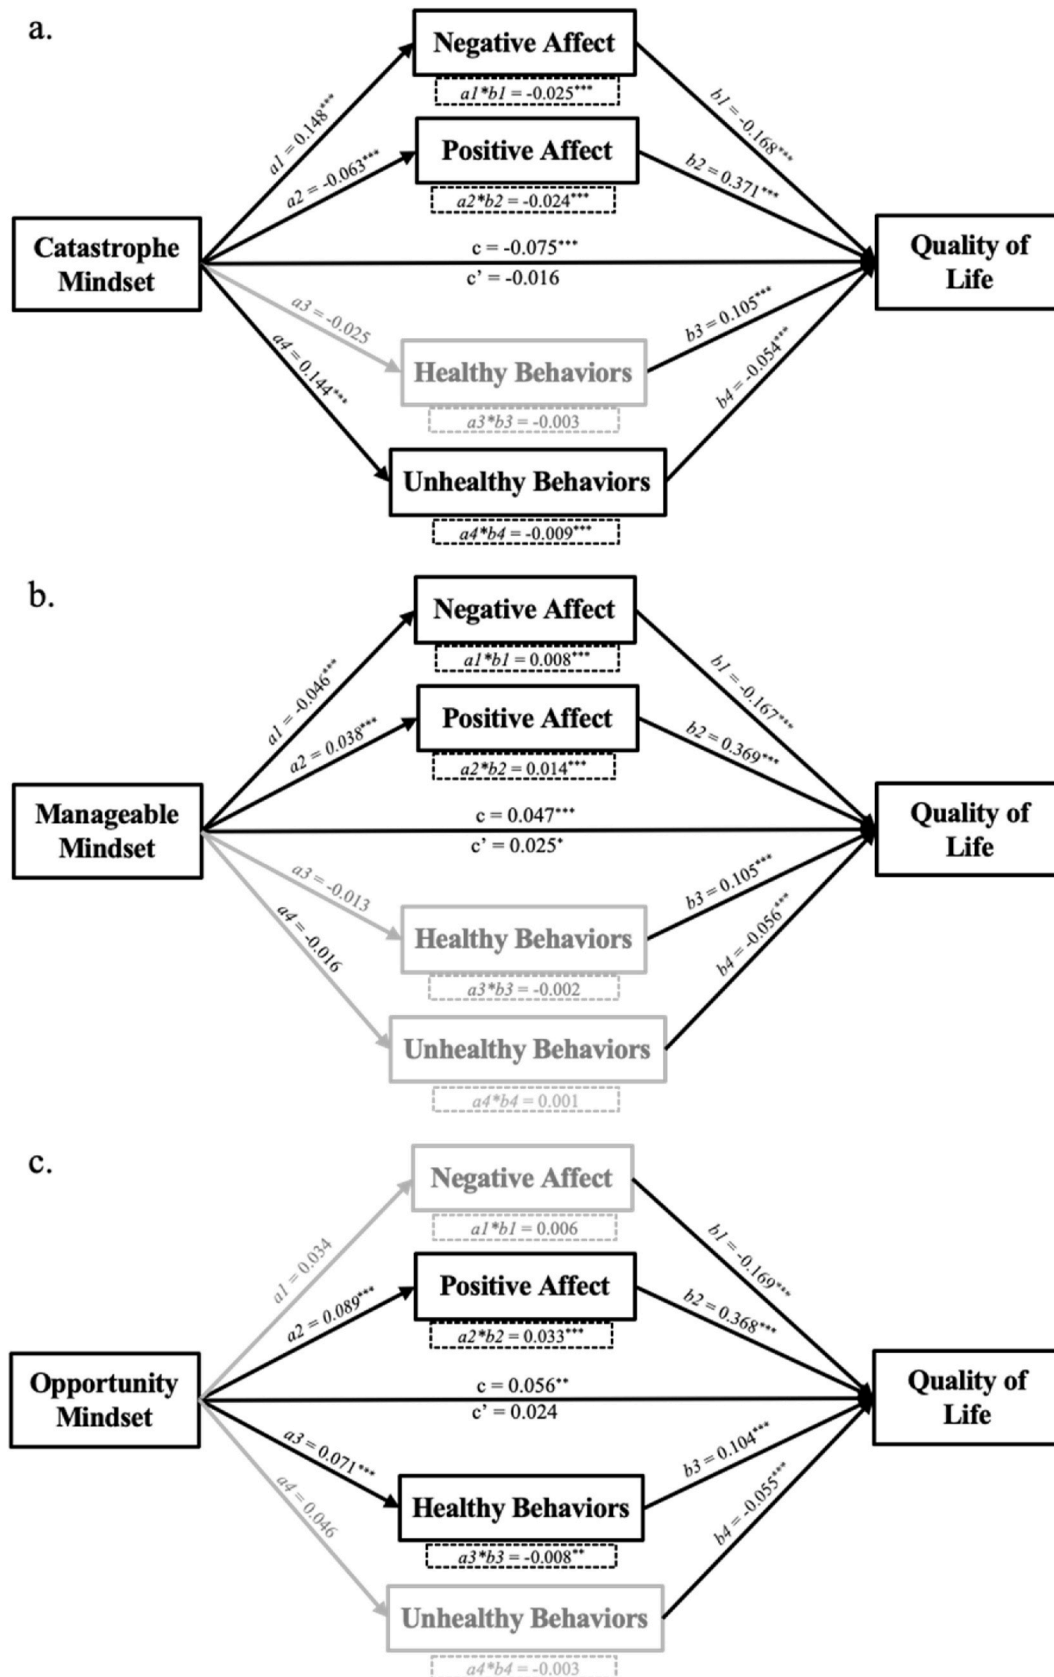 a.
Negative Affect
a1*b1 = -0.025***
a1 = 0.148***
b1 = -0.168***
Positive Affect
a2*b2 = -0.024***
a2 = -0.063***
b2 = 0.371***
Catastrophe
Mindset
c = -0.075***
c’ = -0.016
Quality of
Life
a3 = -0.025
b3 = 0.105***
Healthy Behaviors
a3*b3 = -0.003
a4 = 0.144***
b4 = -0.054***
Unhealthy Behaviors
a4*b4 = -0.009***
b.
Negative Affect
a1*b1 = 0.008***
a1 = -0.046***
b1 = -0.167***
Positive Affect
a2*b2 = 0.014***
a2 = 0.038***
b2 = 0.369***
Manageable
Mindset
c = 0.047***
c’ = 0.025*
Quality of
Life
a3 = -0.013
b3 = 0.105***
Healthy Behaviors
a3*b3 = -0.002
a4 = -0.016
b4 = -0.056***
Unhealthy Behaviors
a4*b4 = 0.001
c.
Negative Affect
a1*b1 = 0.006
a1 = 0.034
b1 = -0.169***
Positive Affect
a2*b2 = 0.033***
a2 = 0.089***
b2 = 0.368***
Opportunity
Mindset
c = 0.056**
c’ = 0.024
Quality of
Life
a3 = 0.071***
b3 = 0.104***
Healthy Behaviors
a3*b3 = -0.008**
a4 = 0.046
b4 = -0.055***
Unhealthy Behaviors
a4*b4 = -0.003